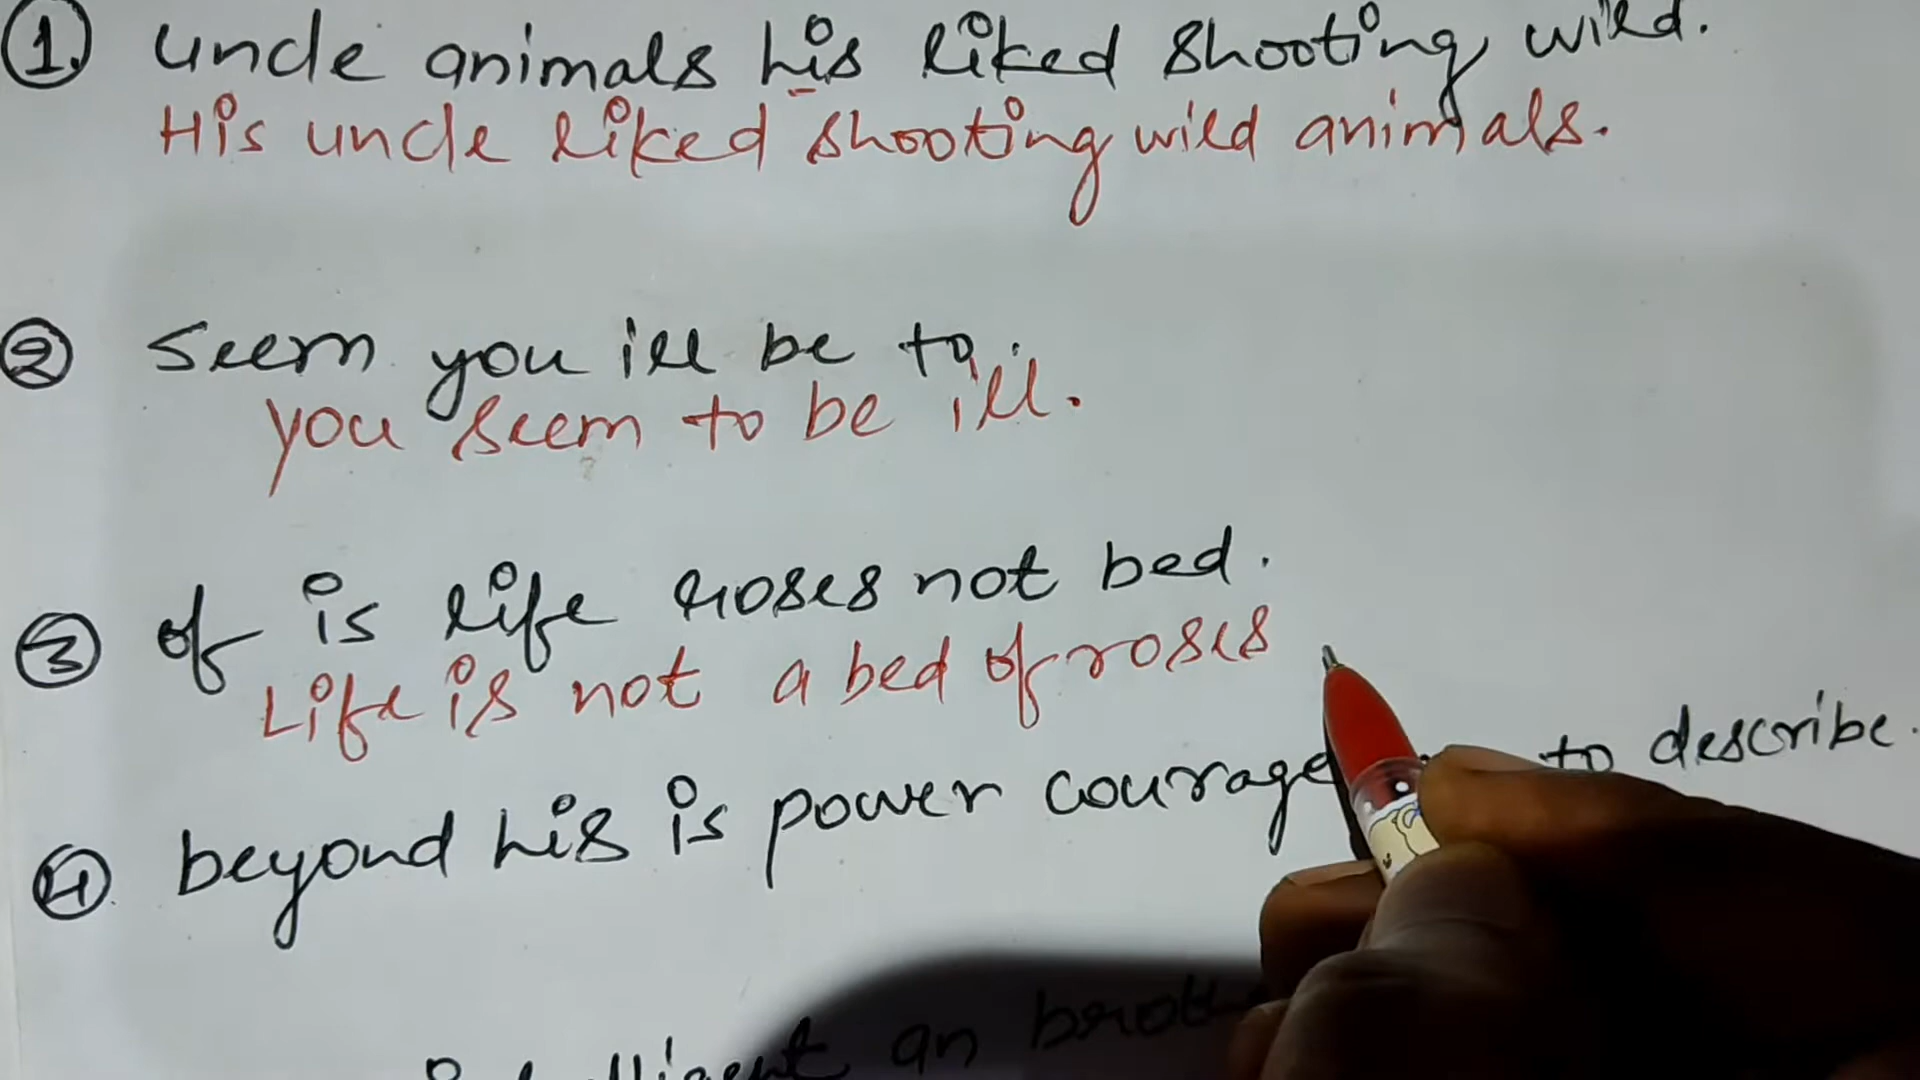 1. uncle animals his liked shooting wild.
His uncle liked shooting wild animals.
2 Seem you ill be to.
you seem to be ill.
3 of is life roses not bed.
Life is not a bed of roses
4 beyond his is power courage to describe.
intelligent an